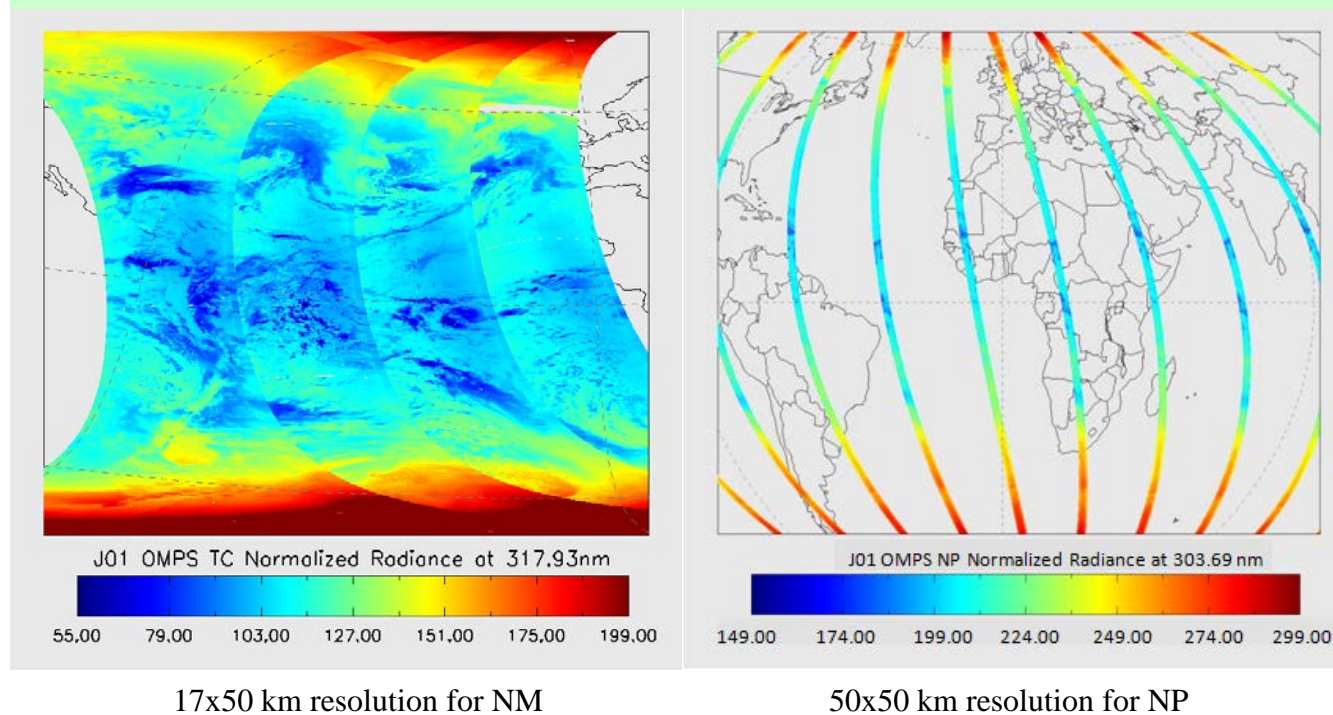 J01 OMPS TC Normalized Radiance at 317.93nm
55.00 79.00 103.00 127.00 151.00 175.00 199.00
J01 OMPS NP Normalized Radiance at 303.69 nm
149.00 174.00 199.00 224.00 249.00 274.00 299.00
17x50 km resolution for NM
50x50 km resolution for NP